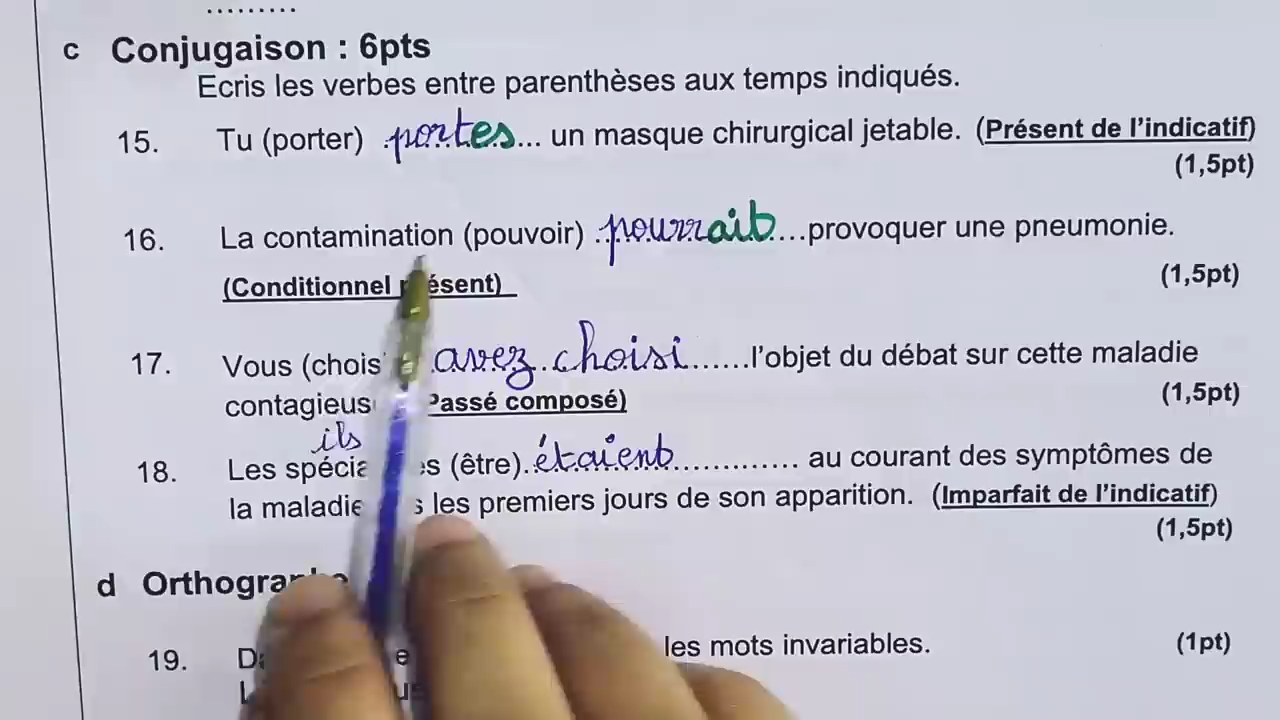 ..........
c Conjugaison : 6pts
Ecris les verbes entre parenthèses aux temps indiqués.
15. Tu (porter) portes... un masque chirurgical jetable. (Présent de l'indicatif)
(1,5pt)
16. La contamination (pouvoir) ..pourrait....provoquer une pneumonie.
(Conditionnel présent) (1,5pt)
17. Vous (chois avez choisi......l'objet du débat sur cette maladie
contagieus Passé composé) (1,5pt)
ils
18. Les spécia es (être)..étaient............. au courant des symptômes de
la maladie s les premiers jours de son apparition. (Imparfait de l'indicatif)
(1,5pt)
d Orthogra
19. les mots invariables. (1pt)